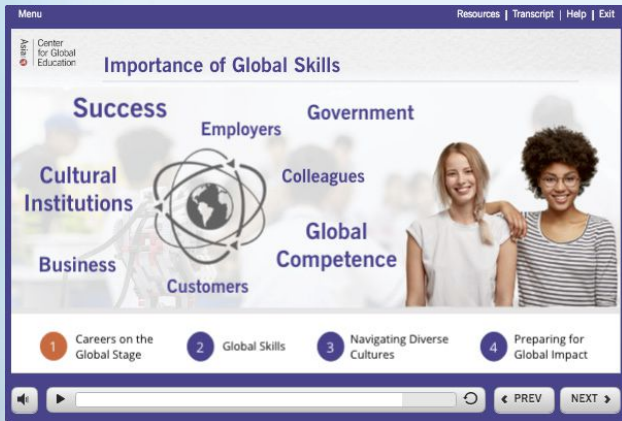 Menu
Resources | Transcript | Help | Exit
Asia
Center
for Global
Education
Importance of Global Skills
Success
Government
Employers
Cultural
Institutions
Colleagues
Global
Competence
Business
Customers
1
Careers on the
Global Stage
2
Global Skills
3
Navigating Diverse
Cultures
4
Preparing for
Global Impact
PREV
NEXT